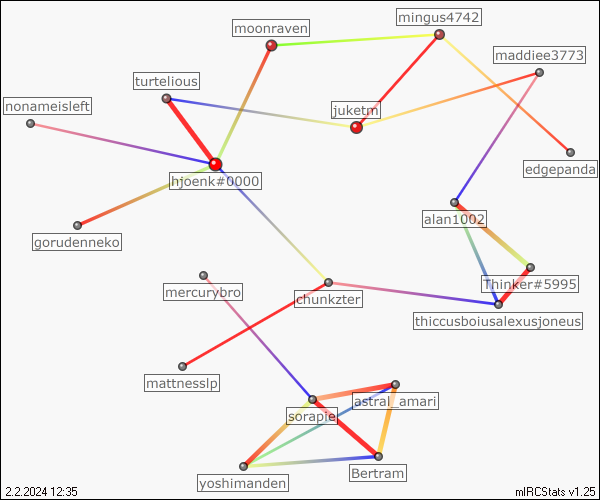 mingus4742
moonraven
maddiee3773
turtelious
nonameisleft
juketm
edgepanda
hjoenk#0000
alan1002
gorudenneko
Thinker#5995
mercurybro
chunkzter
thiccusboiusalexusjoneus
mattnesslp
astral_amari
sorapie
Bertram
yoshimanden
2.2.2024 12:35
mIRCStats v1.25